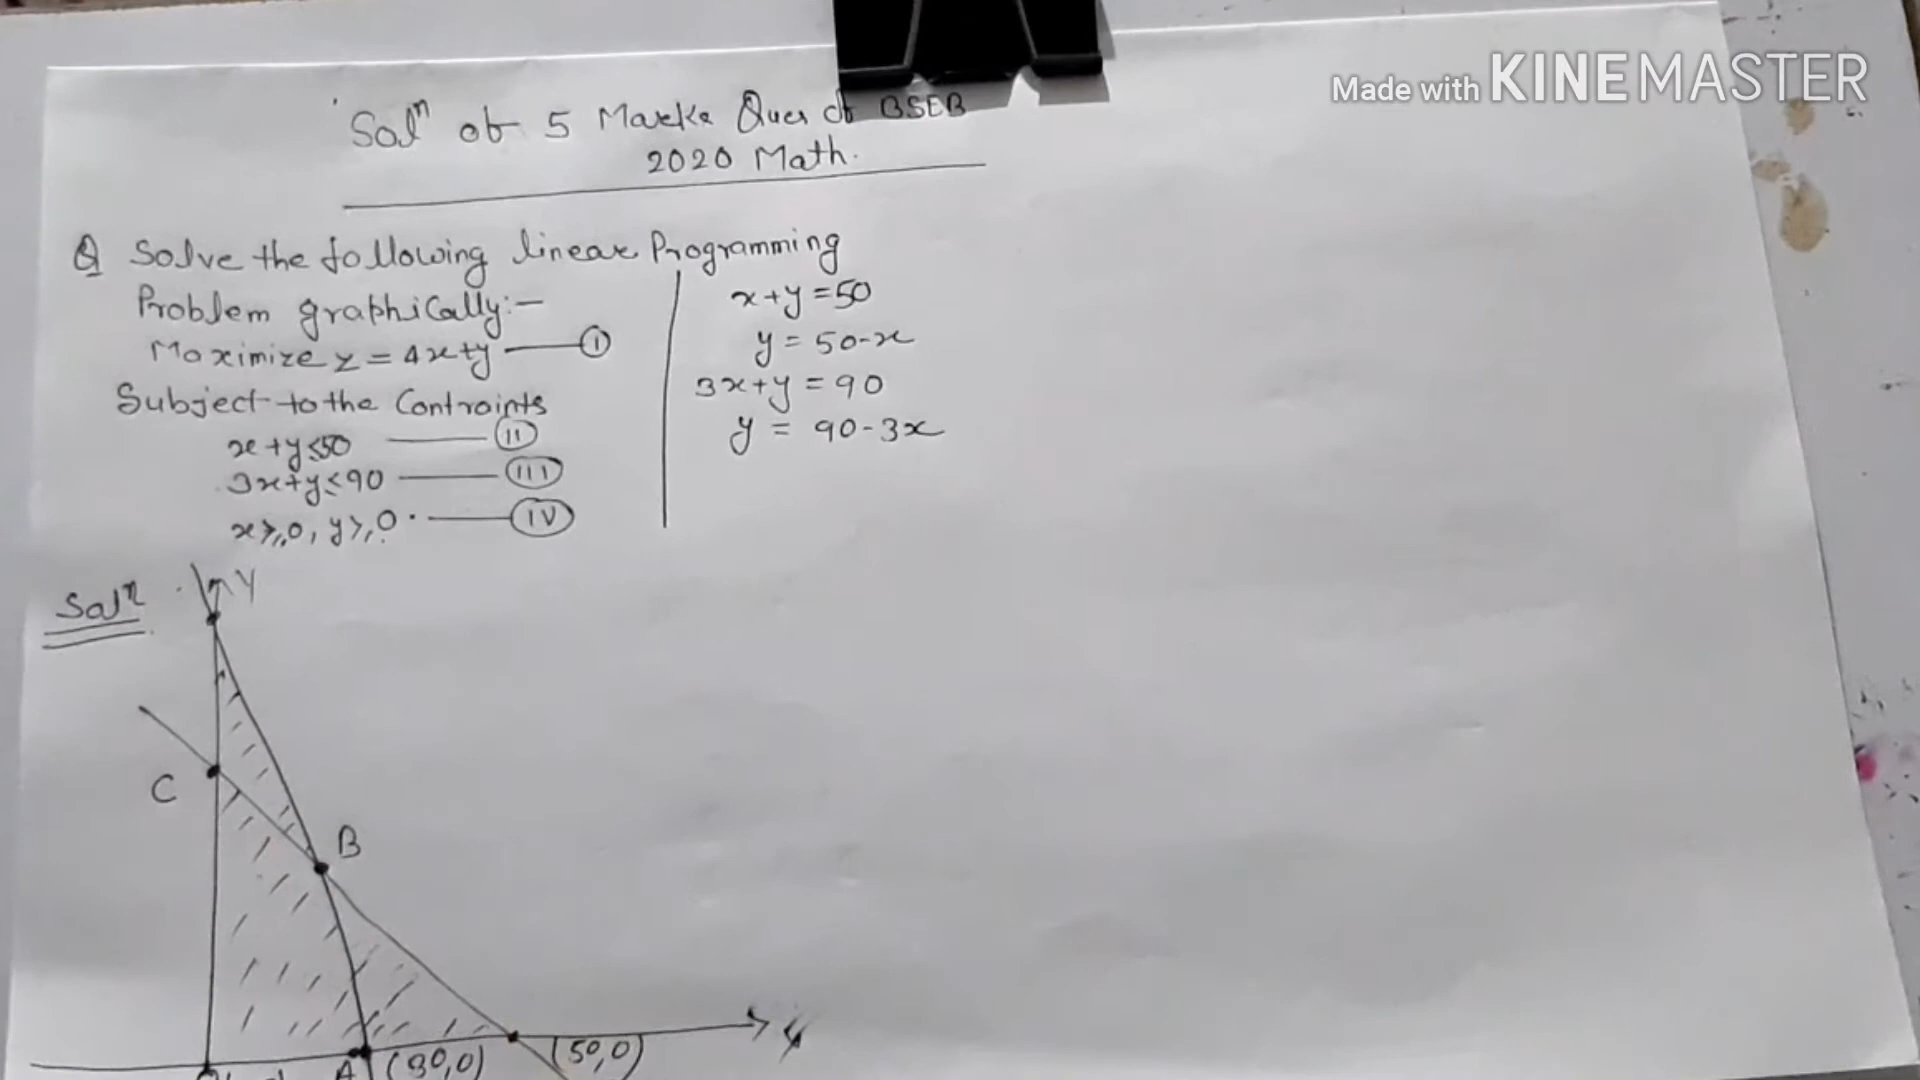 Made with KINEMASTER
Solⁿ of 5 Marks Ques of BSEB
2020 Math.
Q Solve the following linear Programming
Problem graphically:-
Maximize z = 4x+y — (I)
Subject to the Contraints
x+y≤50 — (II)
3x+y≤90 — (III)
x≥0, y≥0. — (IV)
x+y=50
y = 50-x
3x+y = 90
y = 90-3x
Solⁿ
Y
C
B
A (30,0)
(50,0)